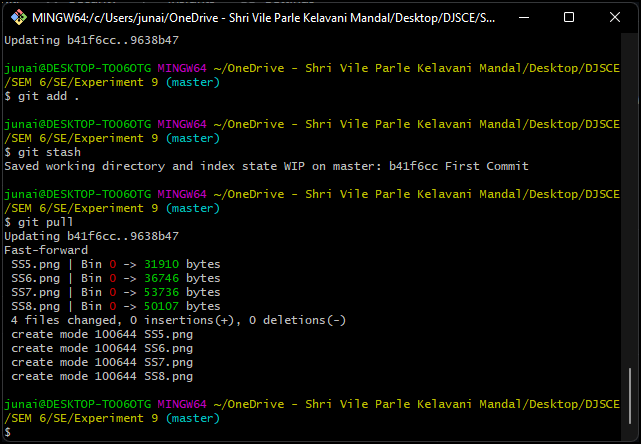 MINGW64:/c/Users/junai/OneDrive - Shri Vile Parle Kelavani Mandal/Desktop/DJSCE/S...
Updating b41f6cc..9638b47
junai@DESKTOP-TOO6OTG MINGW64 ~/OneDrive - Shri Vile Parle Kelavani Mandal/Desktop/DJSCE
/SEM 6/SE/Experiment 9 (master)
$ git add .
junai@DESKTOP-TOO6OTG MINGW64 ~/OneDrive - Shri Vile Parle Kelavani Mandal/Desktop/DJSCE
/SEM 6/SE/Experiment 9 (master)
$ git stash
Saved working directory and index state WIP on master: b41f6cc First Commit
junai@DESKTOP-TOO6OTG MINGW64 ~/OneDrive - Shri Vile Parle Kelavani Mandal/Desktop/DJSCE
/SEM 6/SE/Experiment 9 (master)
$ git pull
Updating b41f6cc..9638b47
Fast-forward
 SS5.png | Bin 0 -> 31910 bytes
 SS6.png | Bin 0 -> 36746 bytes
 SS7.png | Bin 0 -> 53736 bytes
 SS8.png | Bin 0 -> 50107 bytes
 4 files changed, 0 insertions(+), 0 deletions(-)
 create mode 100644 SS5.png
 create mode 100644 SS6.png
 create mode 100644 SS7.png
 create mode 100644 SS8.png
junai@DESKTOP-TOO6OTG MINGW64 ~/OneDrive - Shri Vile Parle Kelavani Mandal/Desktop/DJSCE
/SEM 6/SE/Experiment 9 (master)
$